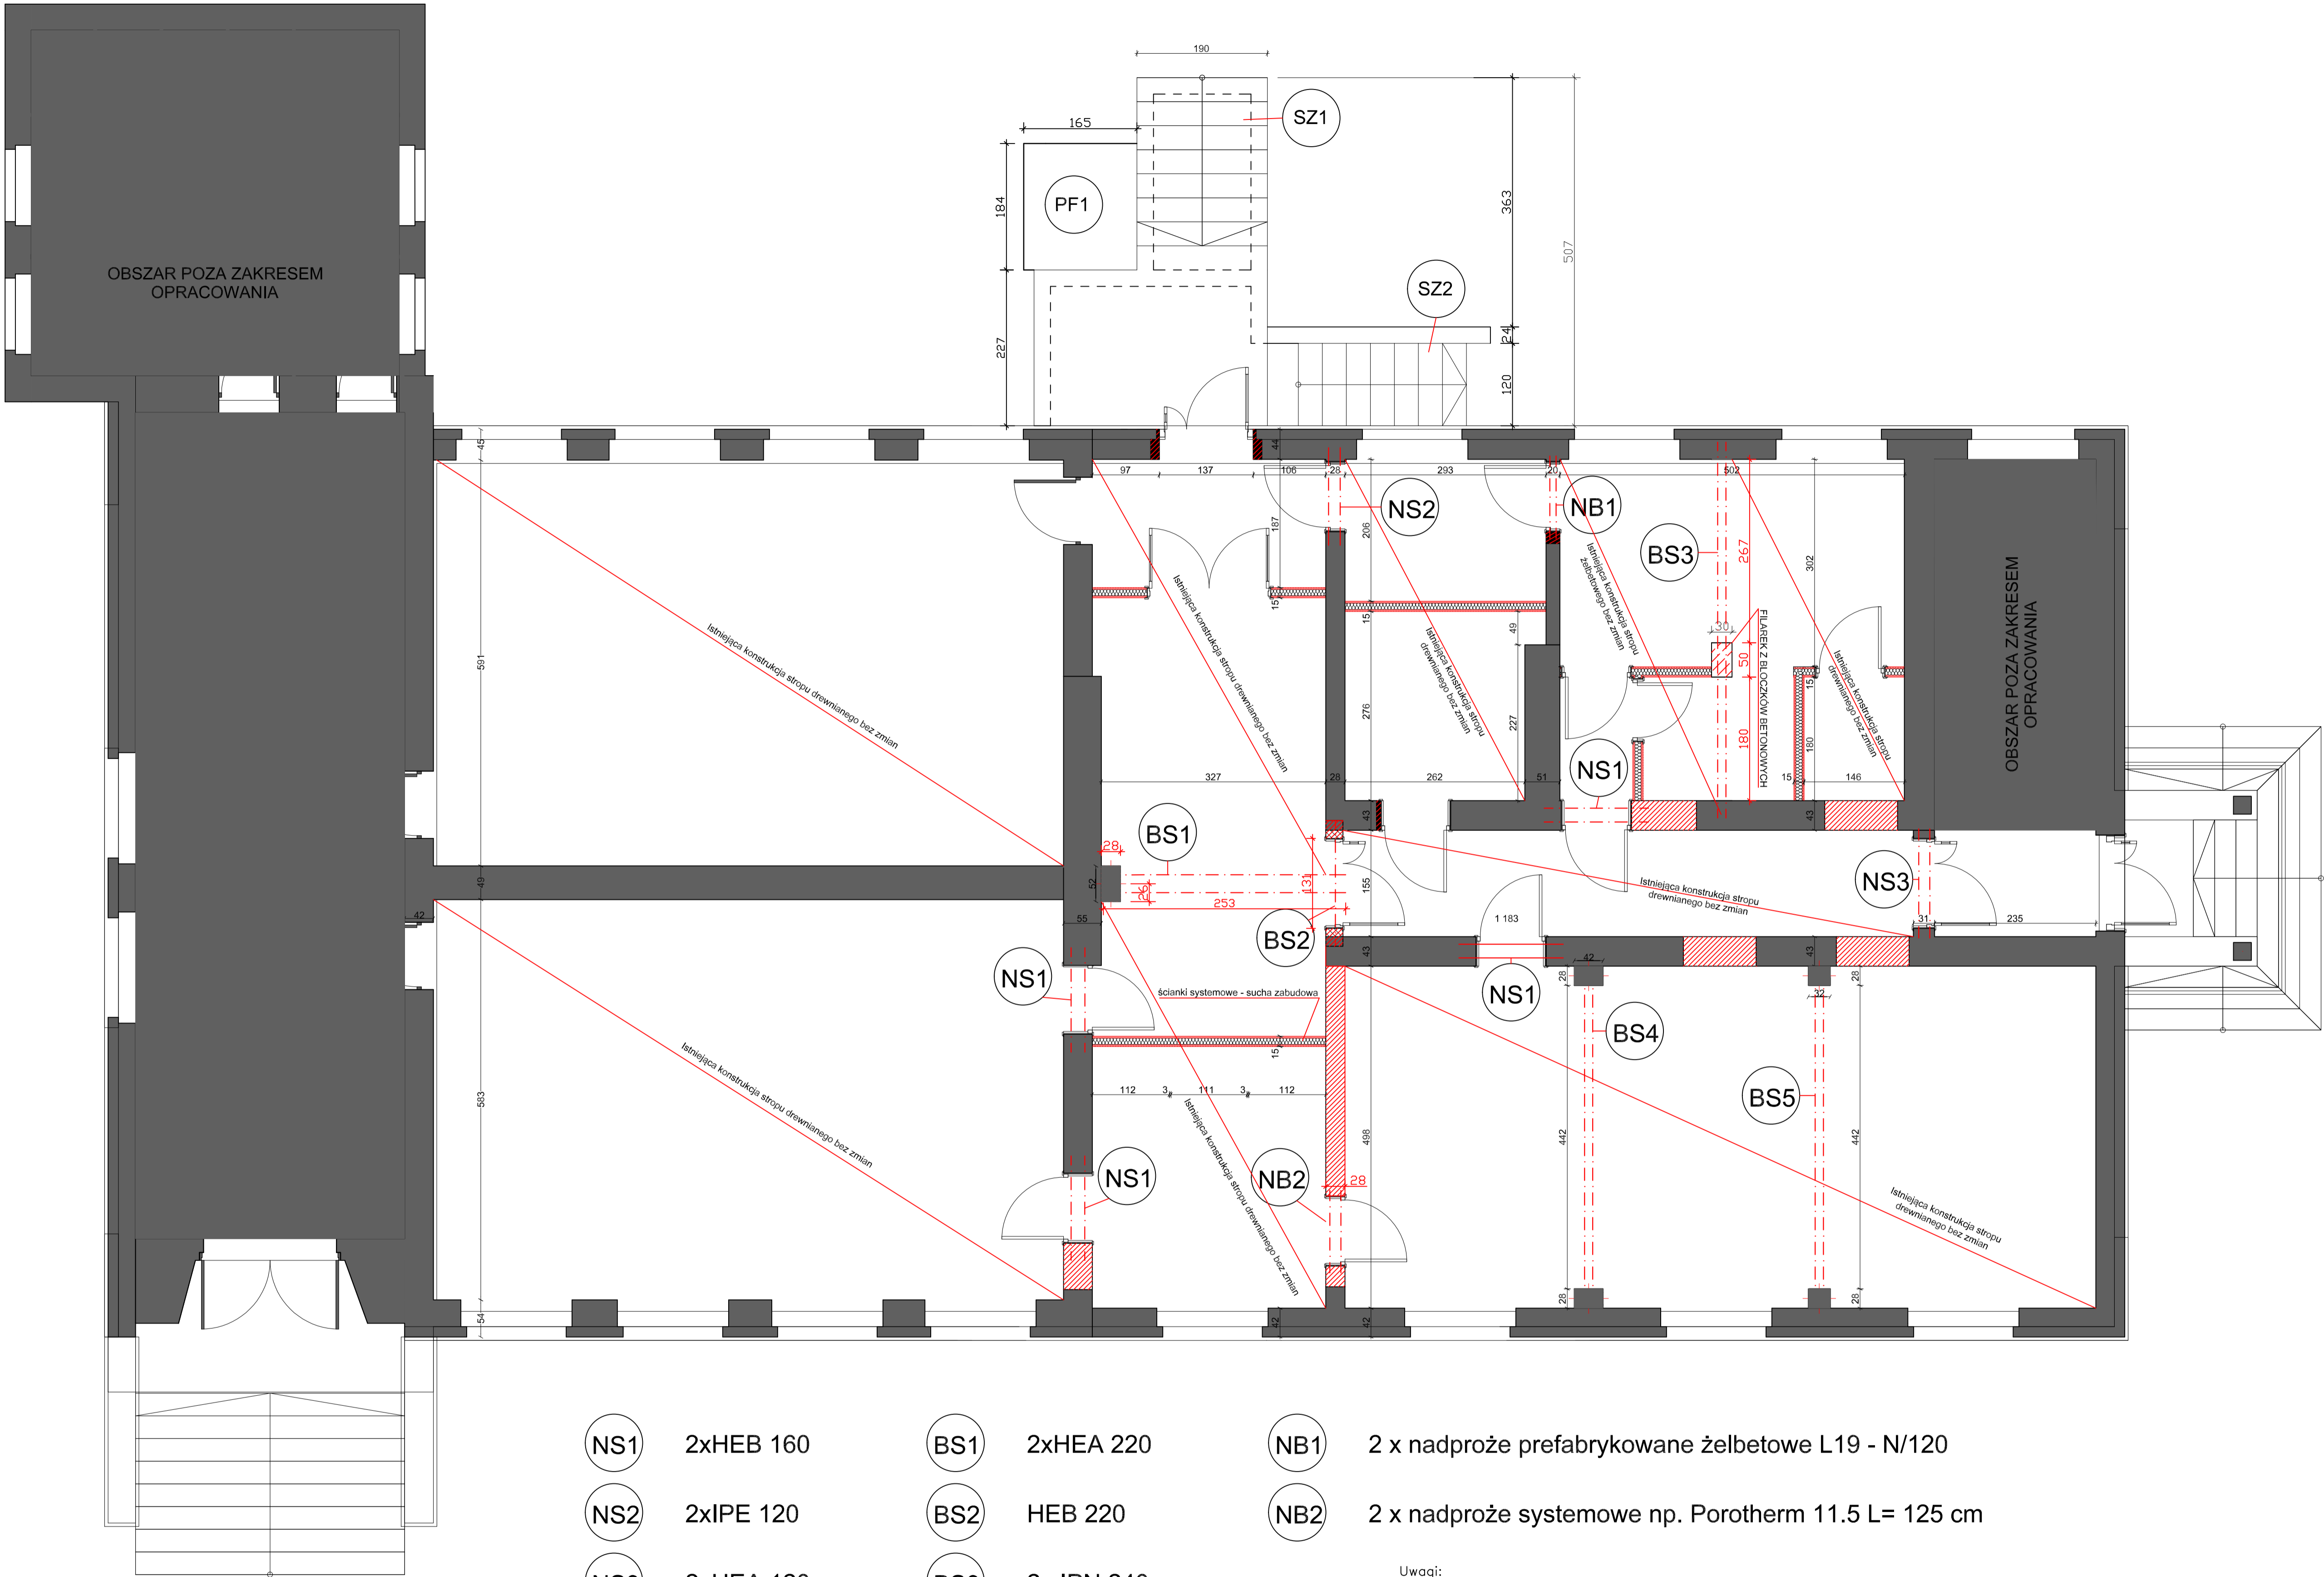 190
165
SZ1
184
PF1
363
507
OBSZAR POZA ZAKRESEM
OPRACOWANIA
SZ2
227
24
120
45
44
97
137
106
28
293
20
502
NS2
NB1
187
206
BS3
267
302
Istniejąca konstrukcja stropu
żelbetowego bez zmian
OBSZAR POZA ZAKRESEM
OPRACOWANIA
Istniejąca konstrukcja stropu drewnianego bez zmian
15
15
49
30
FILAREK Z BLOCZKÓW BETONOWYCH
591
Istniejąca konstrukcja stropu drewnianego bez zmian
Istniejąca konstrukcja stropu
drewnianego bez zmian
50
15
Istniejąca konstrukcja stropu
drewnianego bez zmian
276
227
180
180
327
28
262
51
NS1
15
146
BS1
43
43
28
131
52
26
155
49
42
55
253
Istniejąca konstrukcja stropu
drewnianego bez zmian
NS3
1 183
31
235
BS2
43
43
42
28
28
NS1
NS1
32
ścianki systemowe - sucha zabudowa
BS4
15
Istniejąca konstrukcja stropu drewnianego bez zmian
583
112
3
111
3
112
BS5
Istniejąca konstrukcja stropu drewnianego bez zmian
498
442
442
NS1
NB2
28
Istniejąca konstrukcja stropu
drewnianego bez zmian
28
28
54
42
42
NS1
2xHEB 160
BS1
2xHEA 220
NB1
2 x nadproże prefabrykowane żelbetowe L19 - N/120
NS2
2xIPE 120
BS2
HEB 220
NB2
2 x nadproże systemowe np. Porotherm 11.5 L= 125 cm
Uwagi: